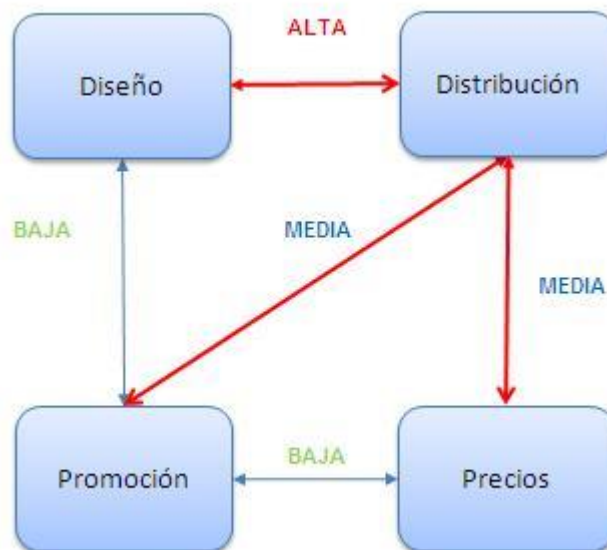 ALTA
Diseño
Distribución
BAJA
MEDIA
MEDIA
Promoción
BAJA
Precios